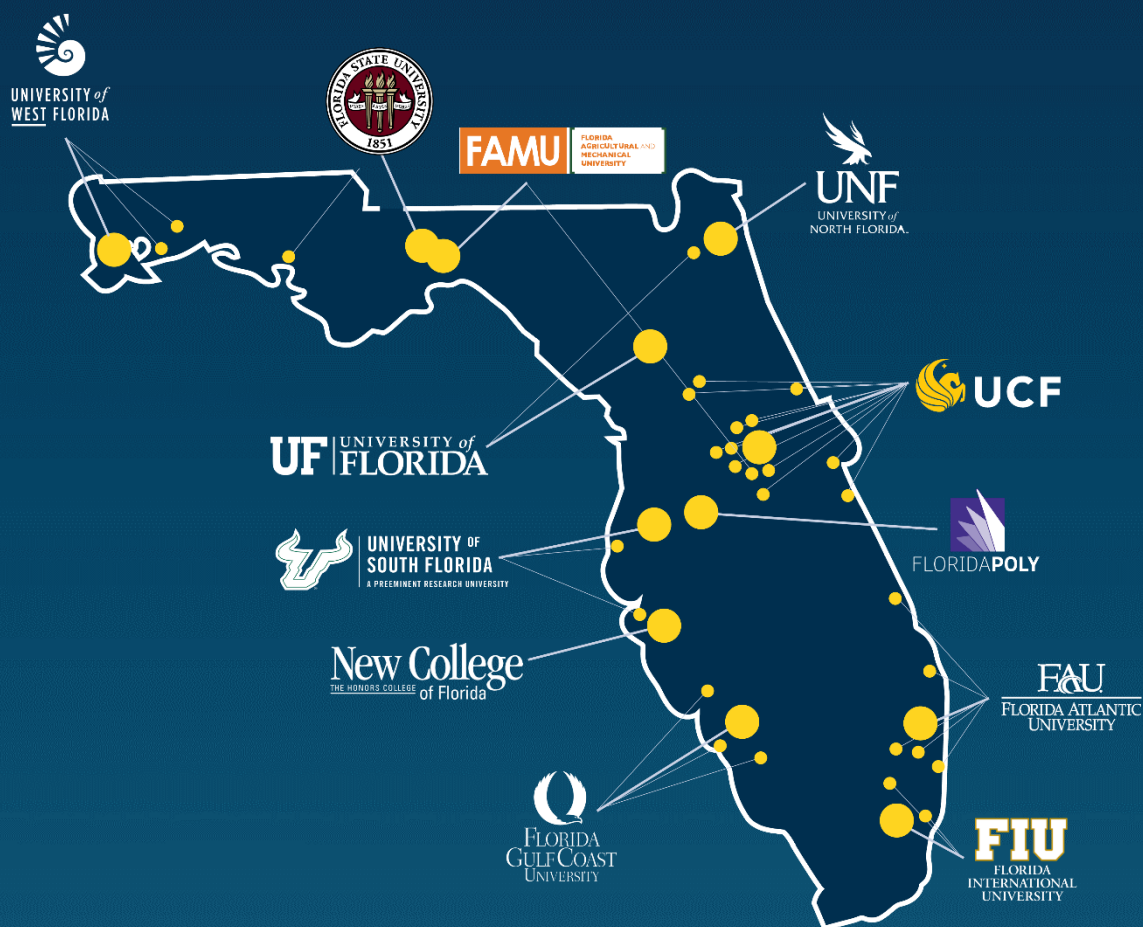 UNIVERSITY of
WEST FLORIDA
FLORIDA STATE UNIVERSITY
1851
FAMU
FLORIDA
AGRICULTURAL AND
MECHANICAL
UNIVERSITY
UNF
UNIVERSITY of
NORTH FLORIDA.
UCF
UF
UNIVERSITY of
FLORIDA
UNIVERSITY OF
SOUTH FLORIDA
A PREEMINENT RESEARCH UNIVERSITY
FLORIDAPOLY
New College
THE HONORS COLLEGE of Florida
FAU
FLORIDA ATLANTIC
UNIVERSITY
FLORIDA
GULF COAST
UNIVERSITY
FIU
FLORIDA
INTERNATIONAL
UNIVERSITY